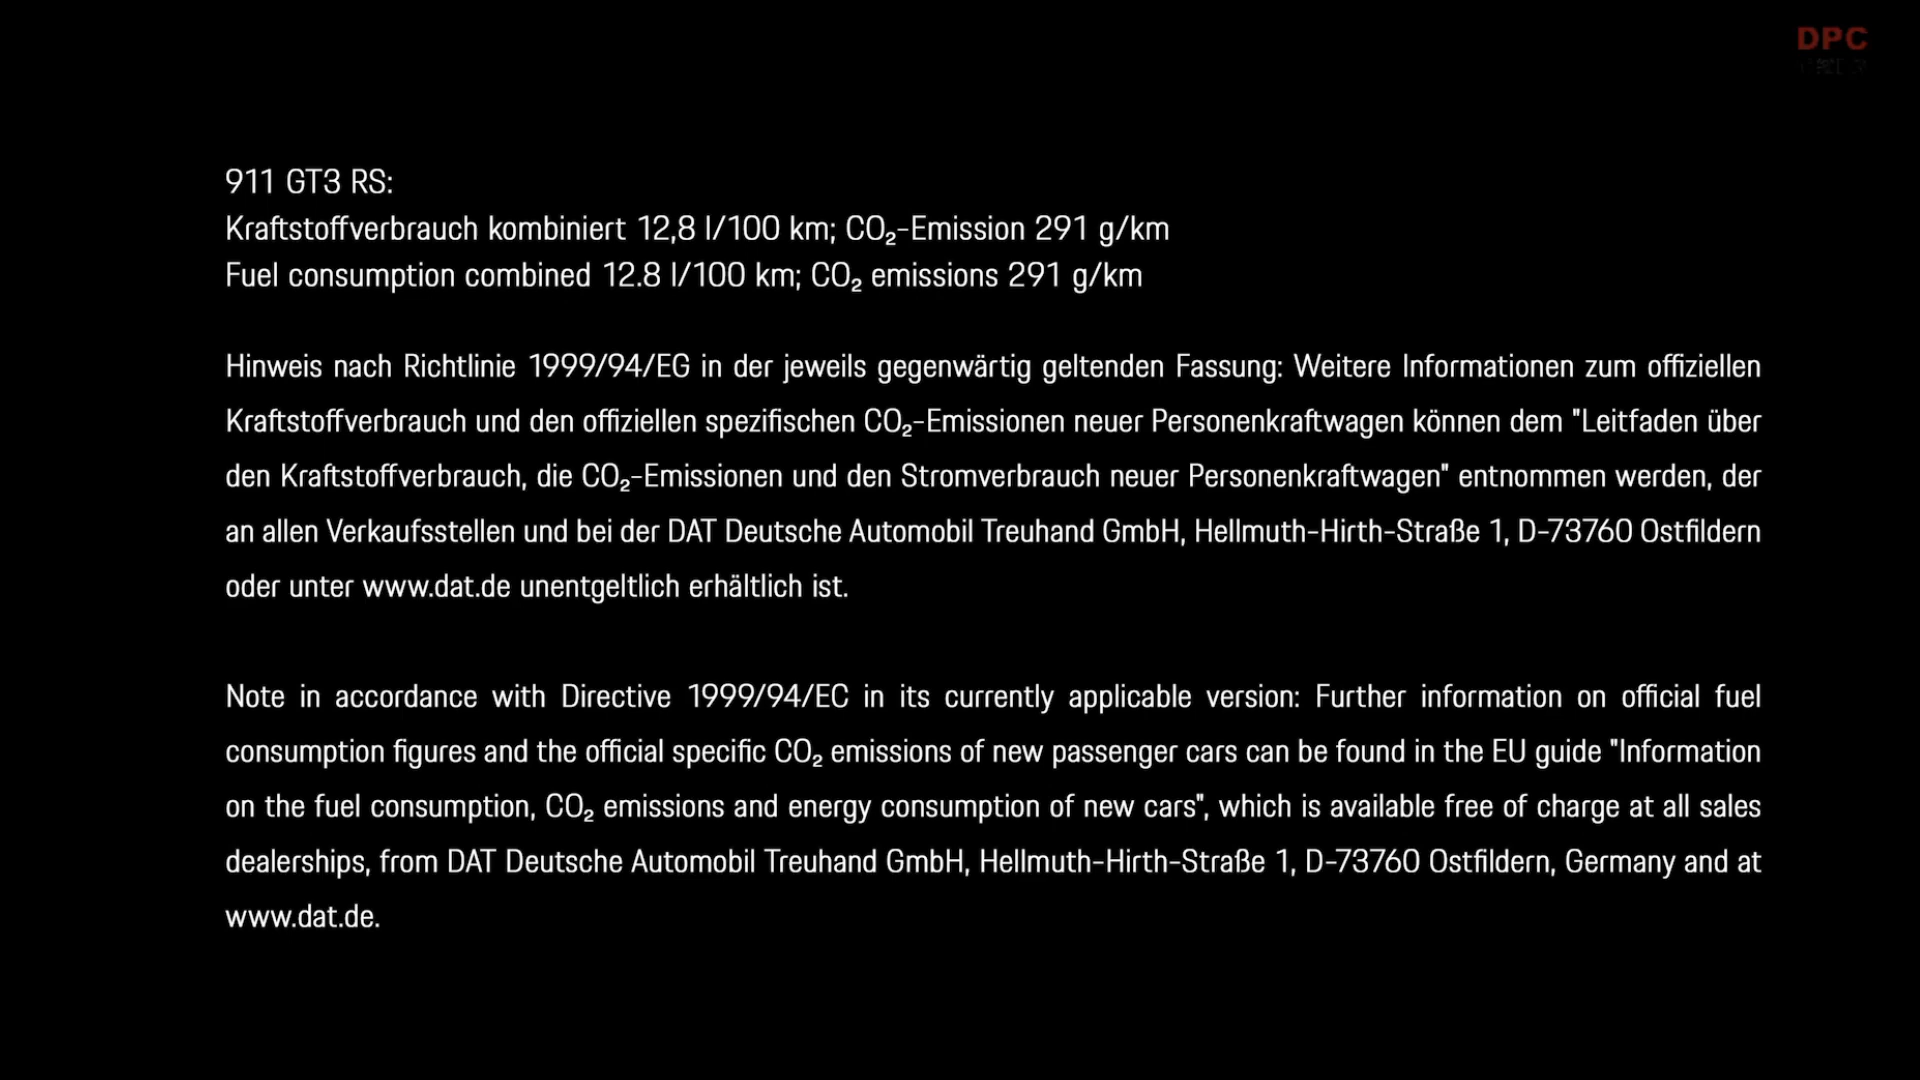 DPC
911 GT3 RS:
Kraftstoffverbrauch kombiniert 12,8 l/100 km; CO₂-Emission 291 g/km
Fuel consumption combined 12.8 l/100 km; CO₂ emissions 291 g/km
Hinweis nach Richtlinie 1999/94/EG in der jeweils gegenwärtig geltenden Fassung: Weitere Informationen zum offiziellen
Kraftstoffverbrauch und den offiziellen spezifischen CO₂-Emissionen neuer Personenkraftwagen können dem "Leitfaden über
den Kraftstoffverbrauch, die CO₂-Emissionen und den Stromverbrauch neuer Personenkraftwagen" entnommen werden, der
an allen Verkaufsstellen und bei der DAT Deutsche Automobil Treuhand GmbH, Hellmuth-Hirth-Straße 1, D-73760 Ostfildern
oder unter www.dat.de unentgeltlich erhältlich ist.
Note in accordance with Directive 1999/94/EC in its currently applicable version: Further information on official fuel
consumption figures and the official specific CO₂ emissions of new passenger cars can be found in the EU guide "Information
on the fuel consumption, CO₂ emissions and energy consumption of new cars", which is available free of charge at all sales
dealerships, from DAT Deutsche Automobil Treuhand GmbH, Hellmuth-Hirth-Straße 1, D-73760 Ostfildern, Germany and at
www.dat.de.